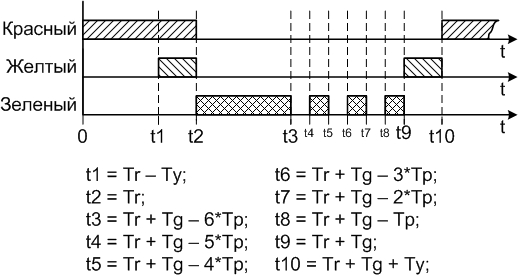 Красный
t
Желтый
t
Зеленый
0 t1 t2 t3 t4 t5 t6 t7 t8 t9 t10 t
t1 = Tr – Ty;
t2 = Tr;
t3 = Tr + Tg – 6*Tp;
t4 = Tr + Tg – 5*Tp;
t5 = Tr + Tg – 4*Tp;
t6 = Tr + Tg – 3*Tp;
t7 = Tr + Tg – 2*Tp;
t8 = Tr + Tg – Tp;
t9 = Tr + Tg;
t10 = Tr + Tg + Ty;